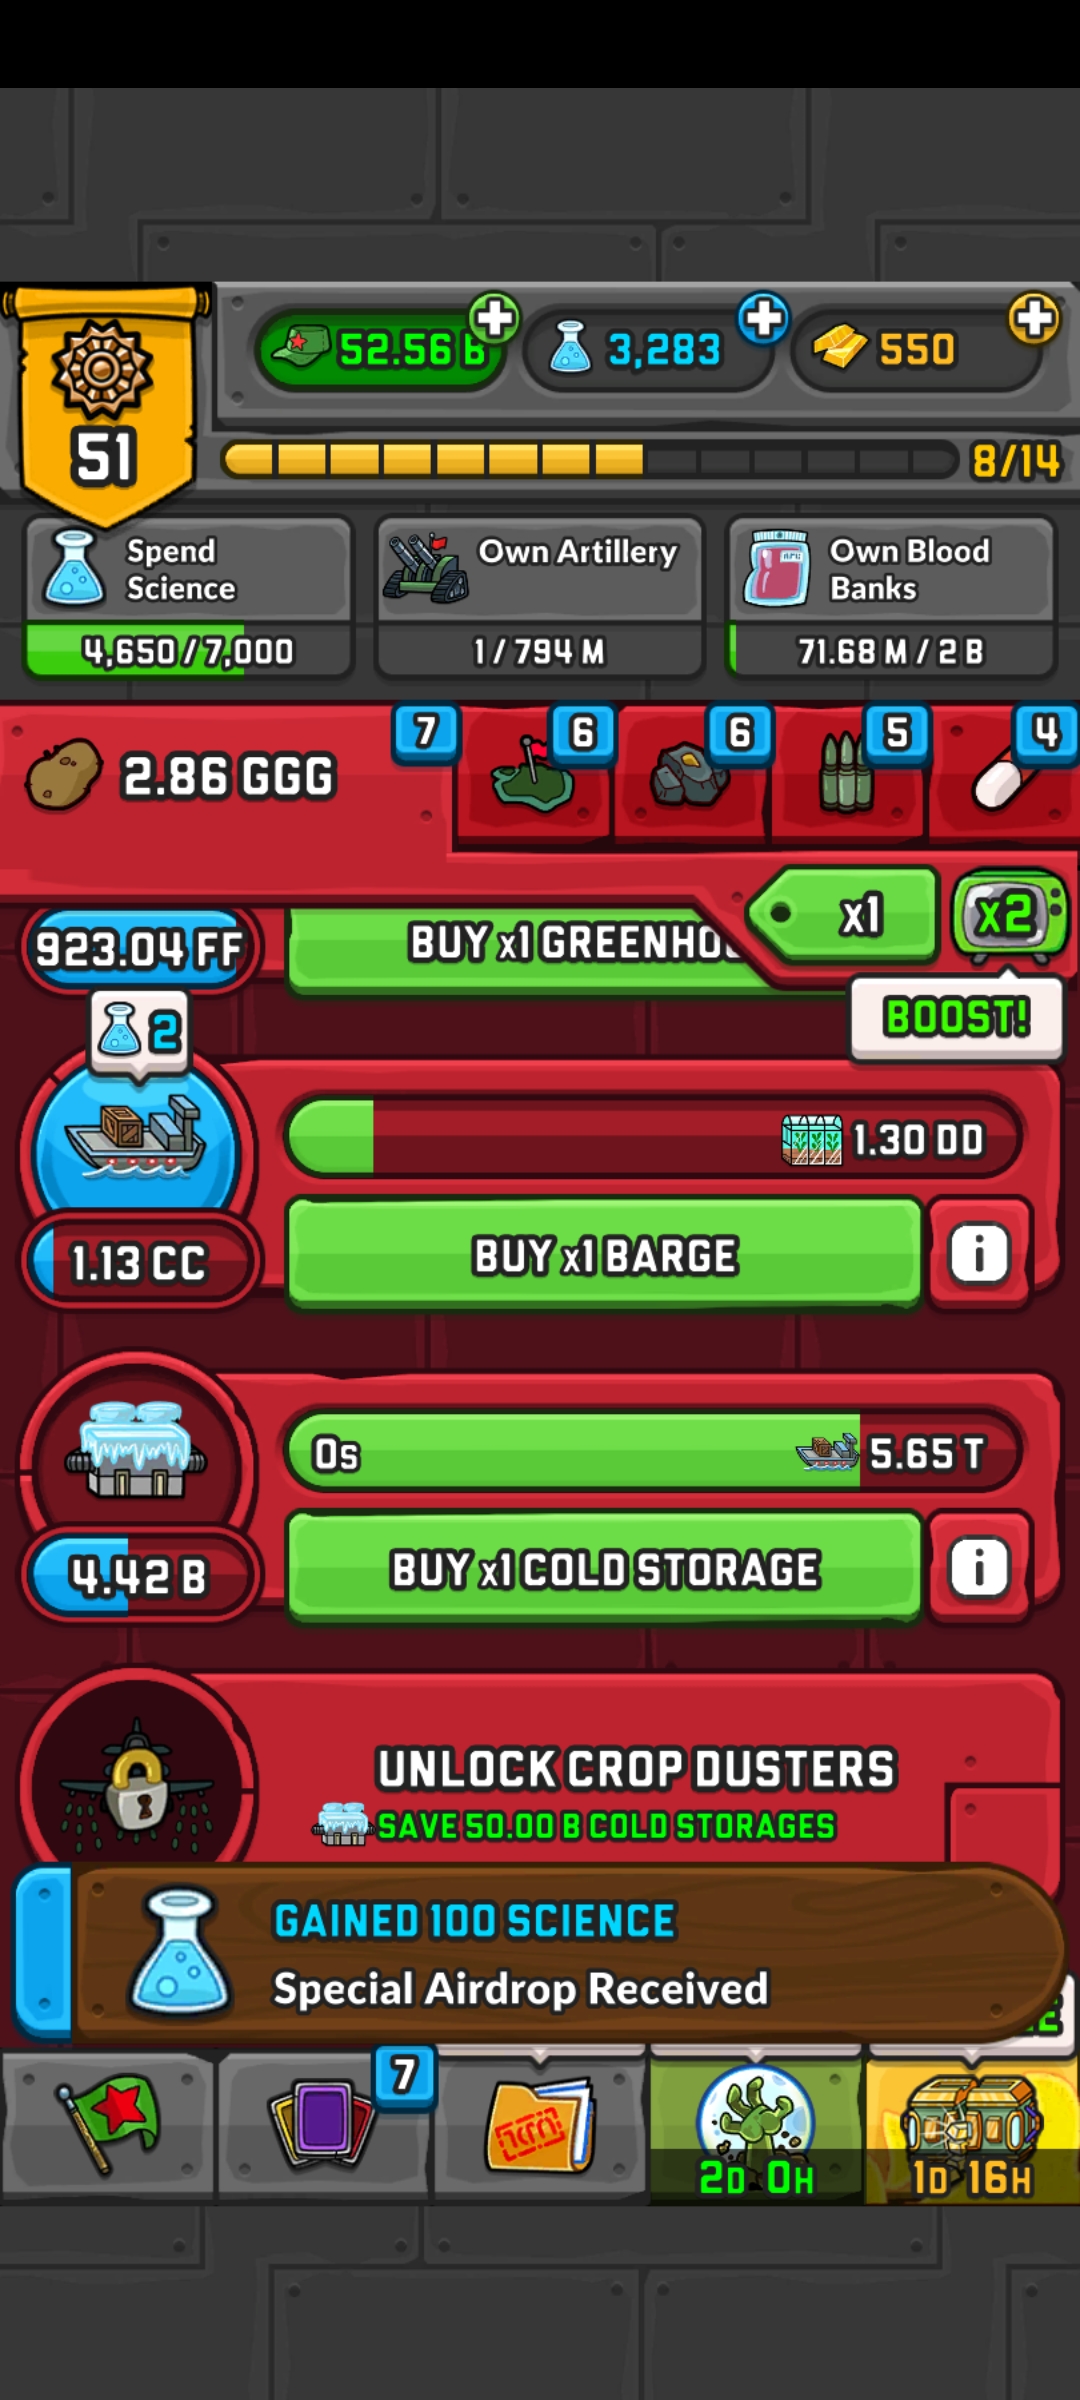 52.56 B
3,283
550
51
8/14
Spend Science
4,650/7,000
Own Artillery
1/794 M
Own Blood Banks
71.68 M/2 B
2.86 GGG
7
6
6
5
4
x1
x2
BOOST!
923.04 FF
BUY x1
2
1.30 DD
BUY x1 BARGE
i
1.13 CC
0s
5.65 T
BUY x1 COLD STORAGE
i
4.42 B
UNLOCK CROP DUSTERS
SAVE 50.00 B COLD STORAGES
GAINED 100 SCIENCE
Special Airdrop Received
7
2D 0H
1D 16H